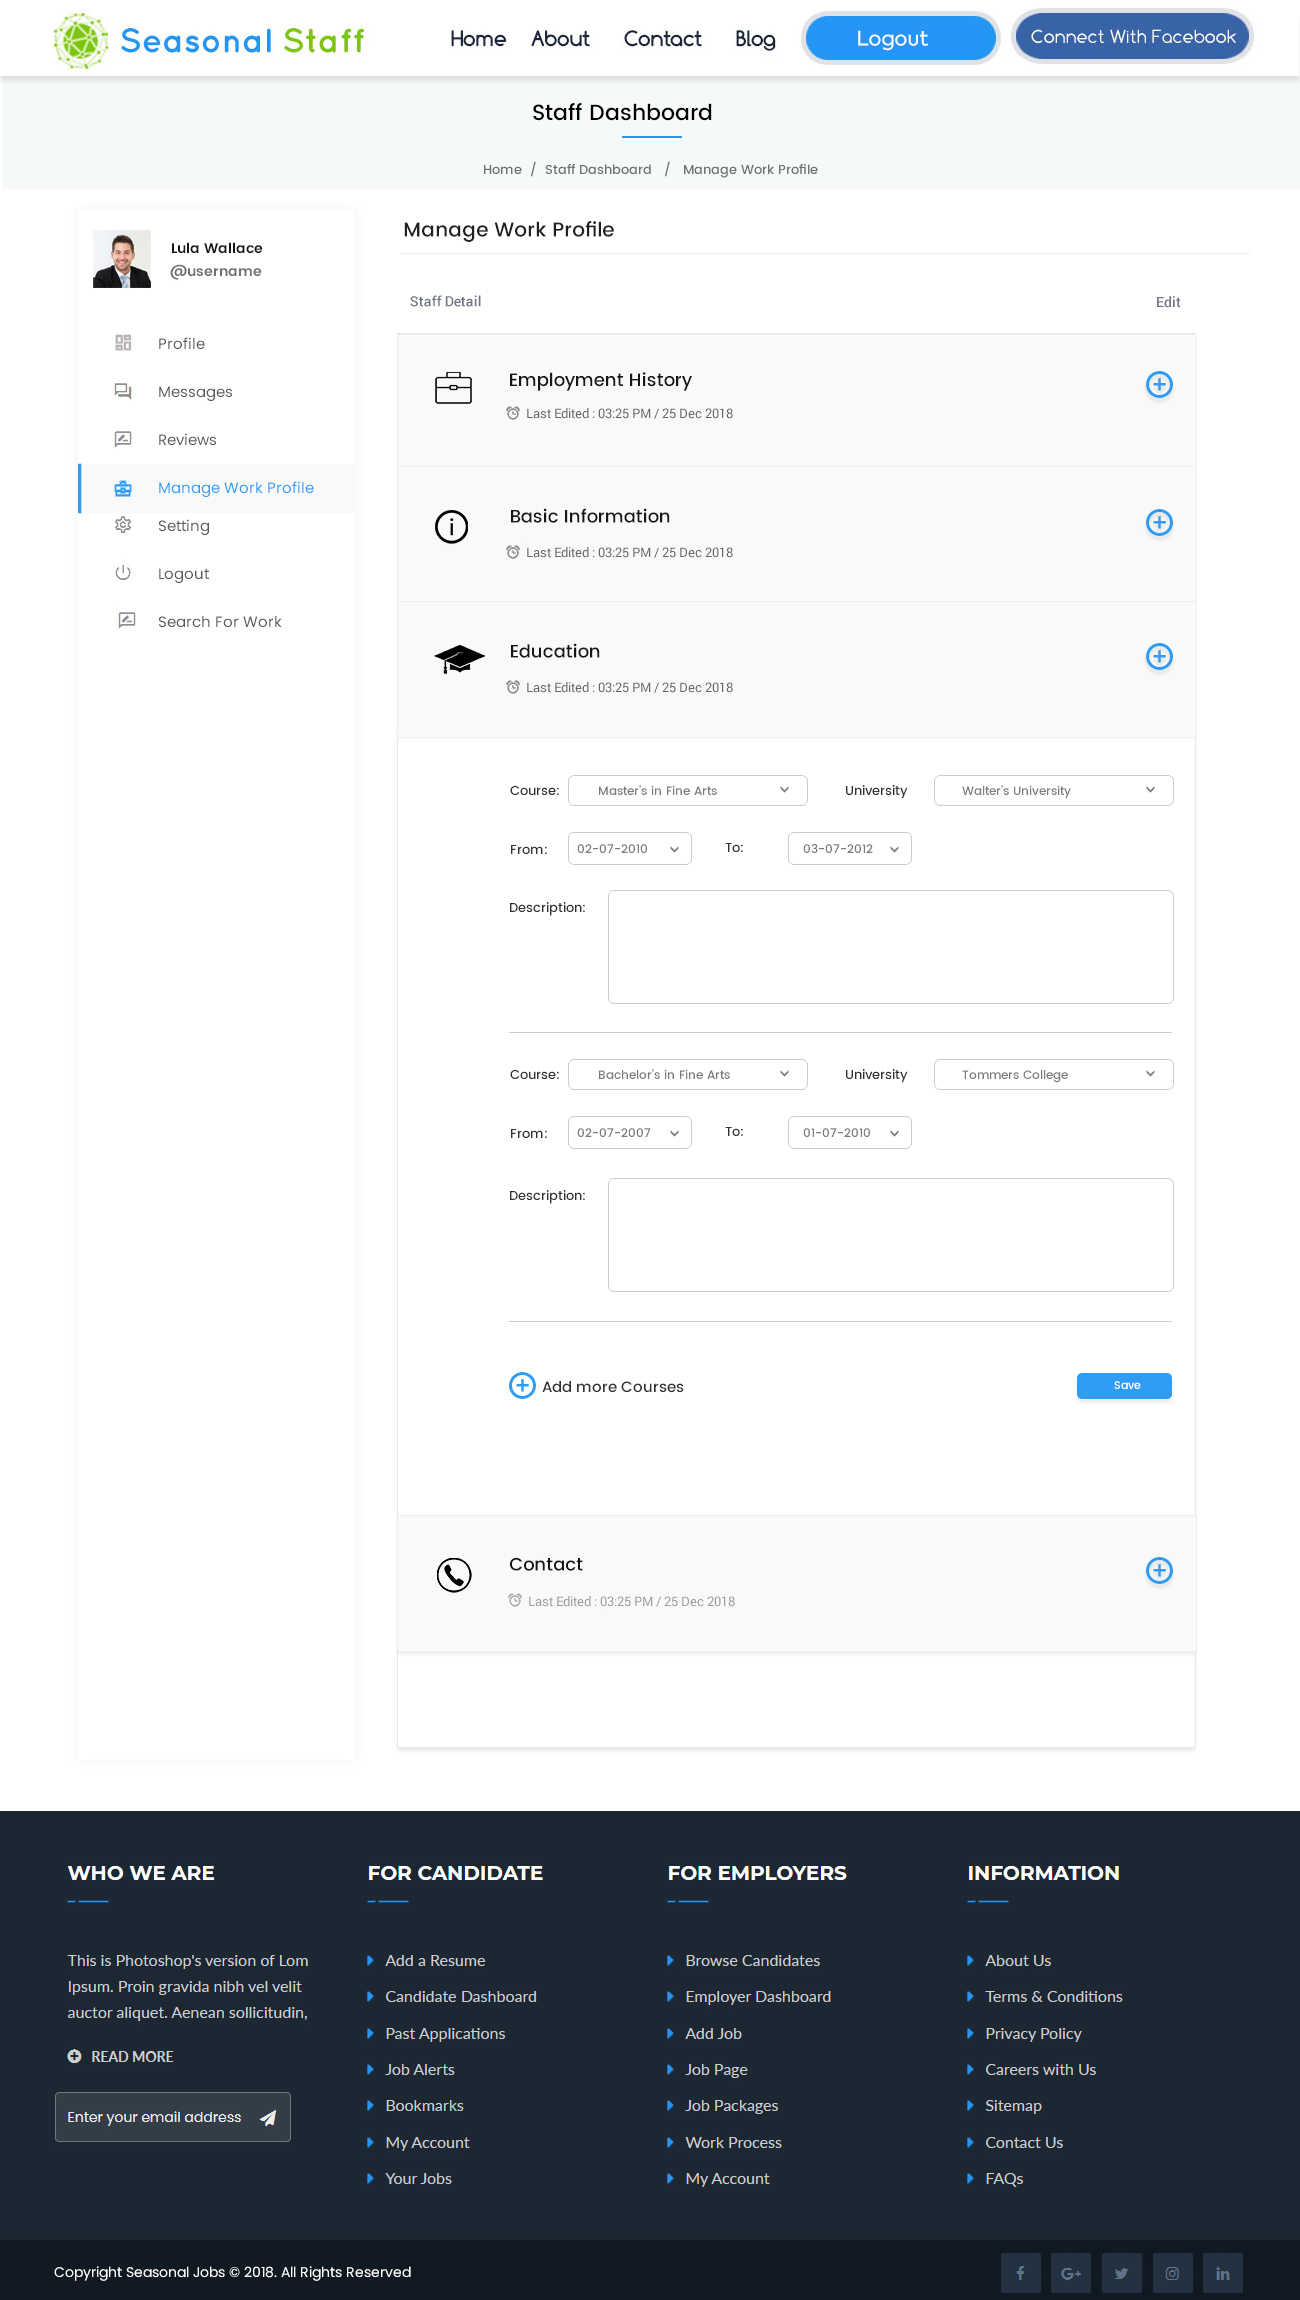 Seasonal Staff
Home About Contact Blog Logout Connect With Facebook
Staff Dashboard
Home / Staff Dashboard / Manage Work Profile
Lula Wallace
@username
Profile
Messages
Reviews
Manage Work Profile
Setting
Logout
Search For Work
Manage Work Profile
Staff Detail Edit
Employment History
Last Edited : 03:25 PM / 25 Dec 2018
Basic Information
Last Edited : 03:25 PM / 25 Dec 2018
Education
Last Edited : 03:25 PM / 25 Dec 2018
Course: Master's in Fine Arts University Walter's University
From: 02-07-2010 To: 03-07-2012
Description:
Course: Bachelor's in Fine Arts University Tommers College
From: 02-07-2007 To: 01-07-2010
Description:
Add more Courses Save
Contact
Last Edited : 03:25 PM / 25 Dec 2018
WHO WE ARE
This is Photoshop's version of Lom
Ipsum. Proin gravida nibh vel velit
auctor aliquet. Aenean sollicitudin,
READ MORE
Enter your email address
FOR CANDIDATE
Add a Resume
Candidate Dashboard
Past Applications
Job Alerts
Bookmarks
My Account
Your Jobs
FOR EMPLOYERS
Browse Candidates
Employer Dashboard
Add Job
Job Page
Job Packages
Work Process
My Account
INFORMATION
About Us
Terms & Conditions
Privacy Policy
Careers with Us
Sitemap
Contact Us
FAQs
Copyright Seasonal Jobs © 2018. All Rights Reserved